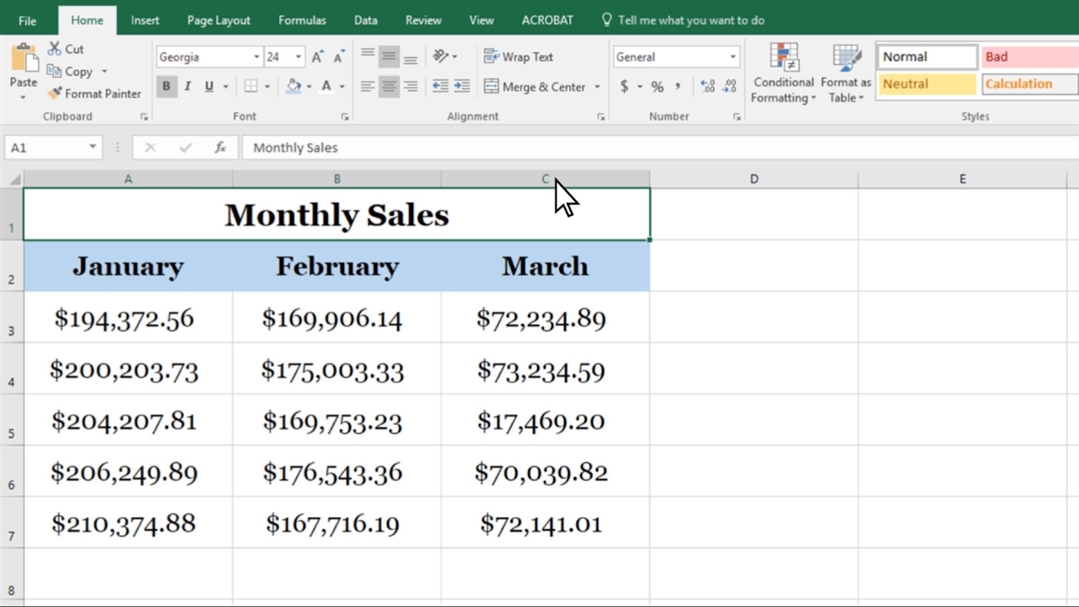 File Home Insert Page Layout Formulas Data Review View ACROBAT Tell me what you want to do
Cut
Copy
Format Painter
Paste
Clipboard
Georgia 24
B I U A
Font
Wrap Text
Merge & Center
Alignment
General
$ % ,
Number
Conditional Formatting
Format as Table
Normal Bad
Neutral Calculation
Styles
A1 fx Monthly Sales
A B C D E
1 Monthly Sales
2 January February March
3 $194,372.56 $169,906.14 $72,234.89
4 $200,203.73 $175,003.33 $73,234.59
5 $204,207.81 $169,753.23 $17,469.20
6 $206,249.89 $176,543.36 $70,039.82
7 $210,374.88 $167,716.19 $72,141.01
8